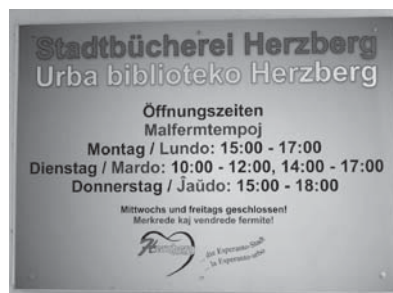 Stadtbücherei Herzberg
Urba biblioteko Herzberg
Öffnungszeiten
Malfermtempoj
Montag / Lundo: 15:00 - 17:00
Dienstag / Mardo: 10:00 - 12:00, 14:00 - 17:00
Donnerstag / Ĵaŭdo: 15:00 - 18:00
Mittwochs und freitags geschlossen!
Merkrede kaj vendrede fermite!
Herzberg
die Esperanto-Stadt
la Esperanto-urbo